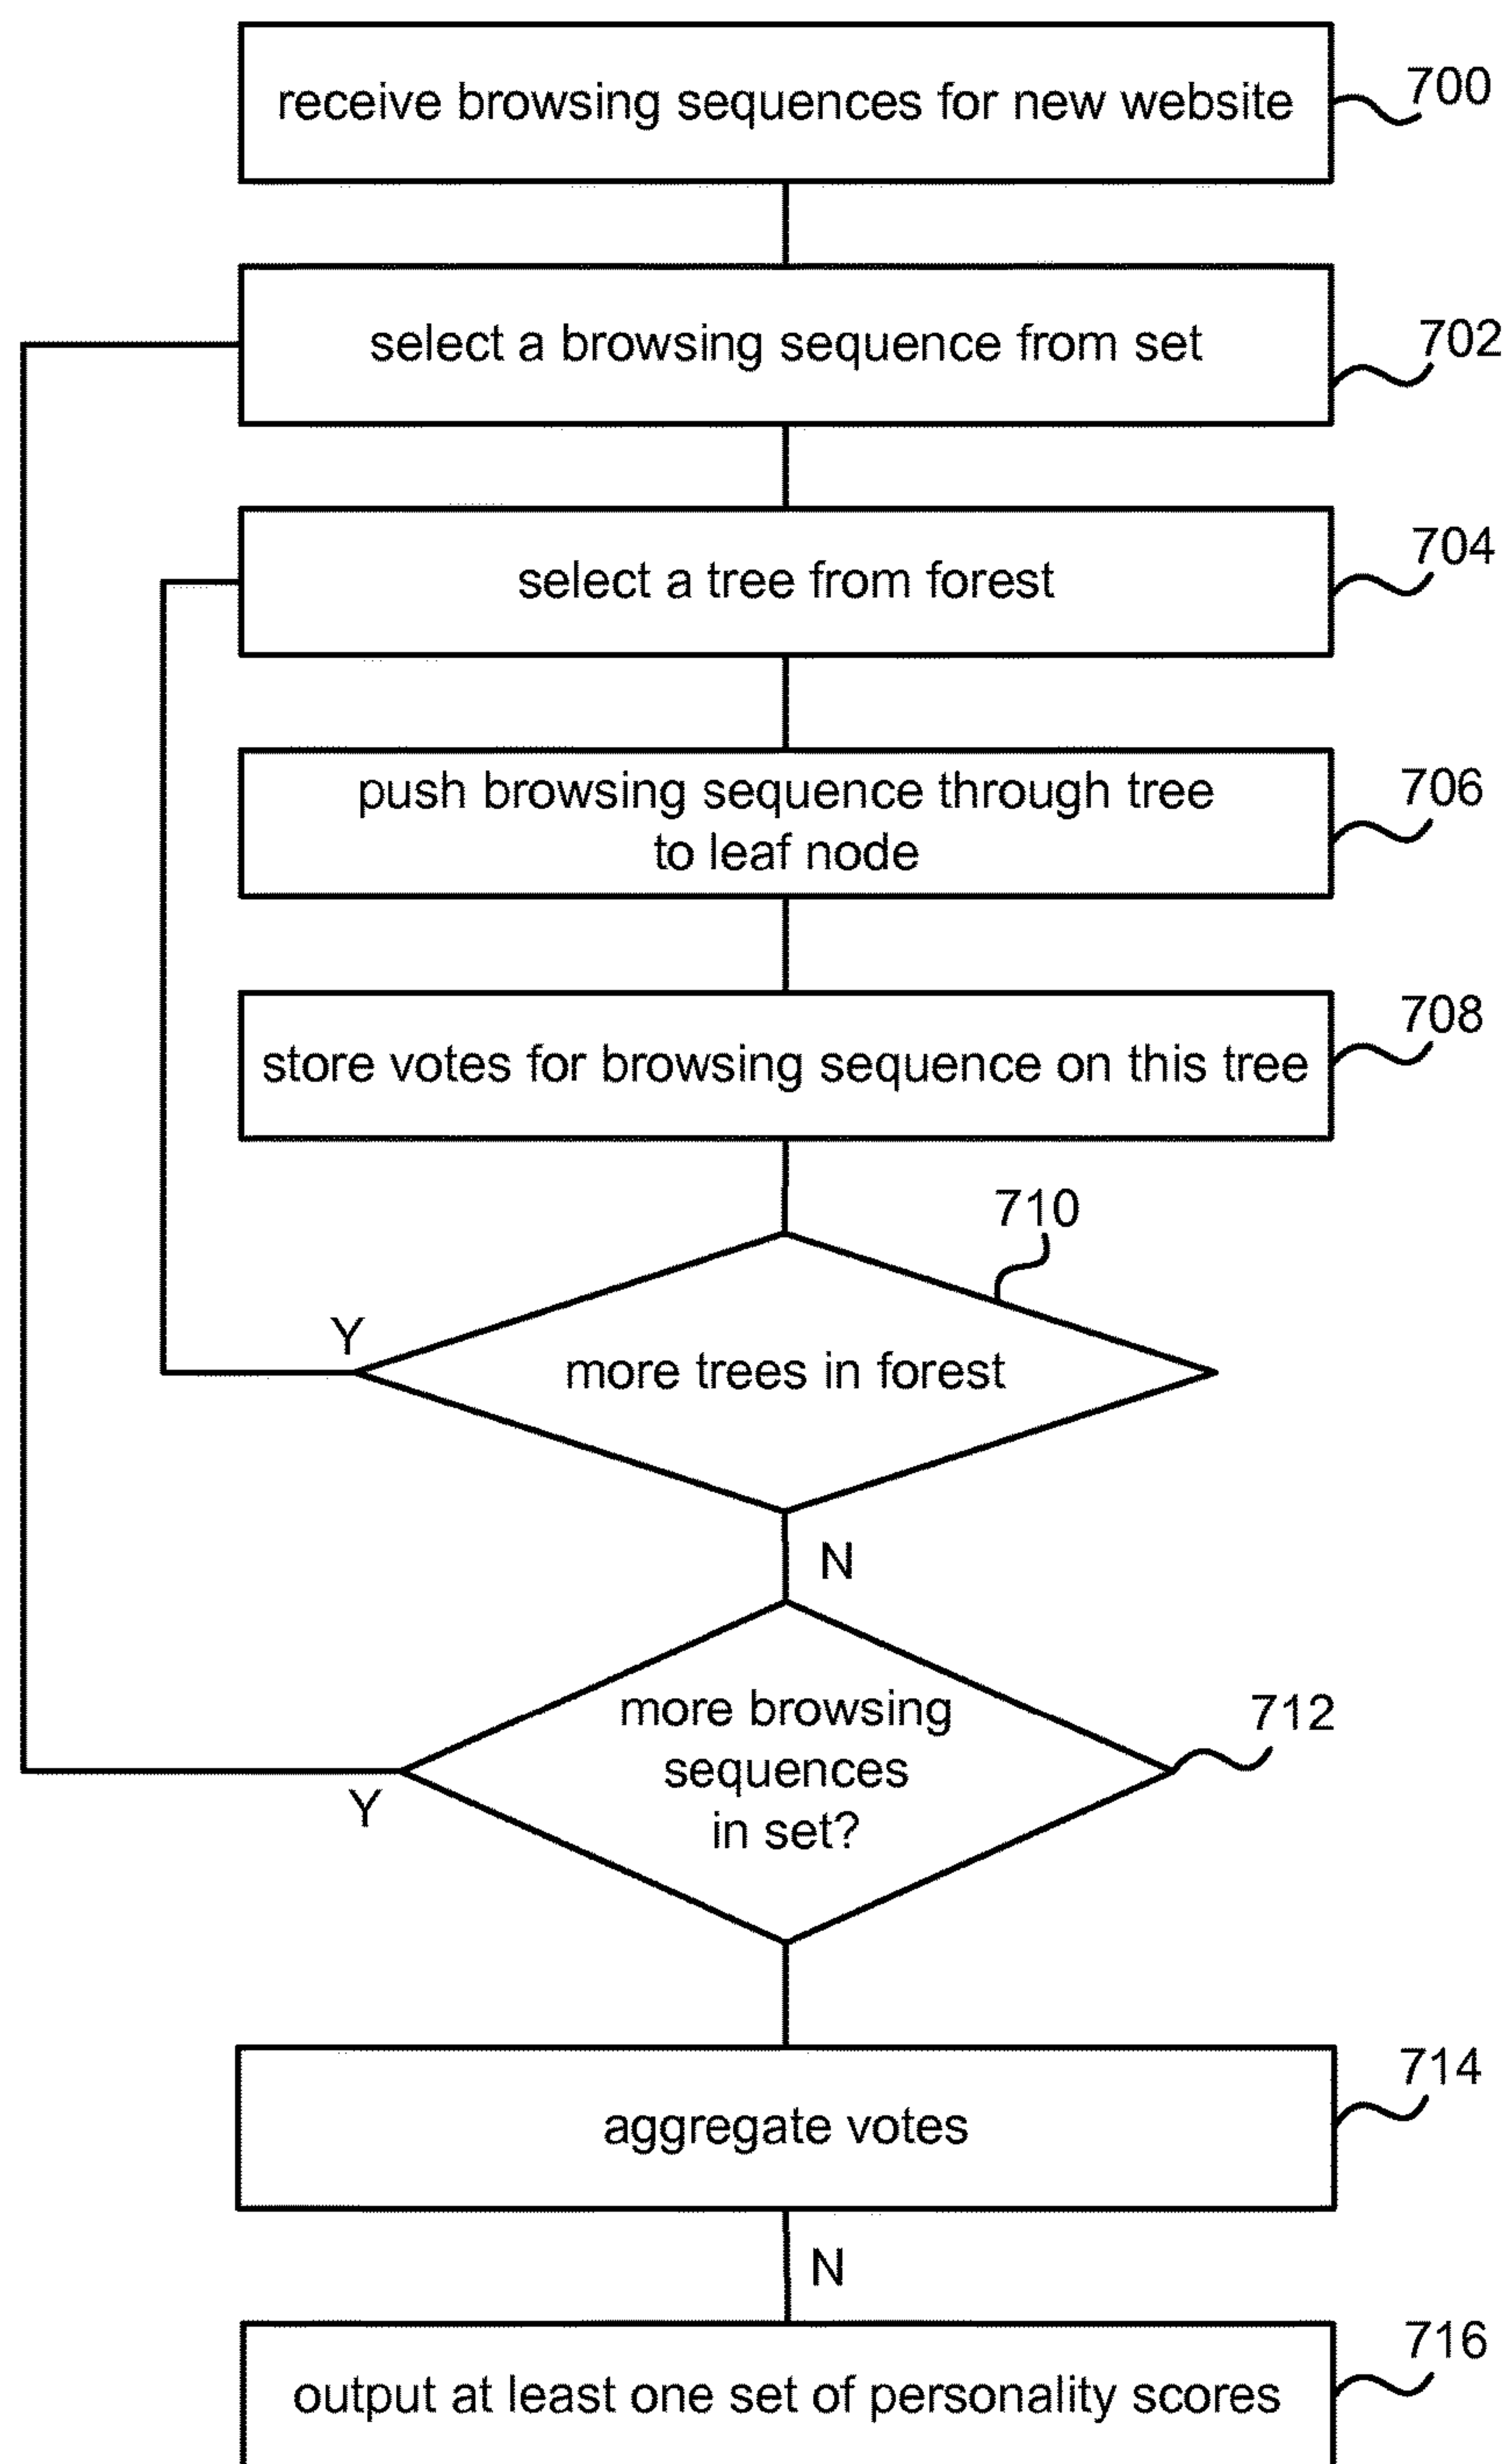 receive browsing sequences for new website
700
select a browsing sequence from set
702
select a tree from forest
704
push browsing sequence through tree
to leaf node
706
store votes for browsing sequence on this tree
708
710
Y
more trees in forest
N
more browsing
sequences
in set?
712
Y
aggregate votes
714
N
output at least one set of personality scores
716